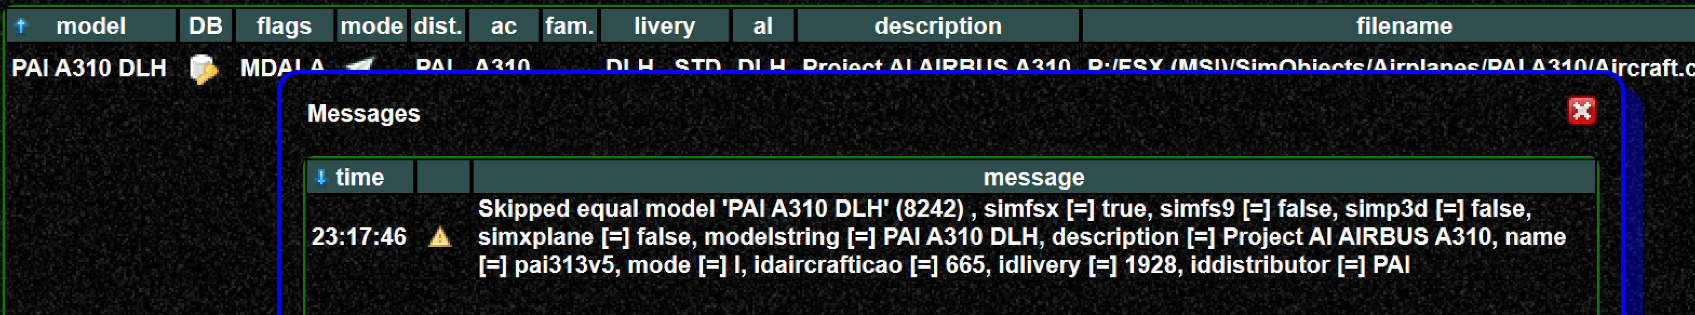 model DB flags mode dist. ac fam. livery al description filename
PAI A310 DLH MDALA PAI A310 DLH STD DLH Project AI AIRBUS A310 P:/FSX (MSI)/SimObjects/Airplanes/PAI A310/Aircraft.c
Messages
time message
Skipped equal model 'PAI A310 DLH' (8242) , simfsx [=] true, simfs9 [=] false, simp3d [=] false,
23:17:46 simxplane [=] false, modelstring [=] PAI A310 DLH, description [=] Project AI AIRBUS A310, name
[=] pai313v5, mode [=] I, idaircrafticao [=] 665, idlivery [=] 1928, iddistributor [=] PAI